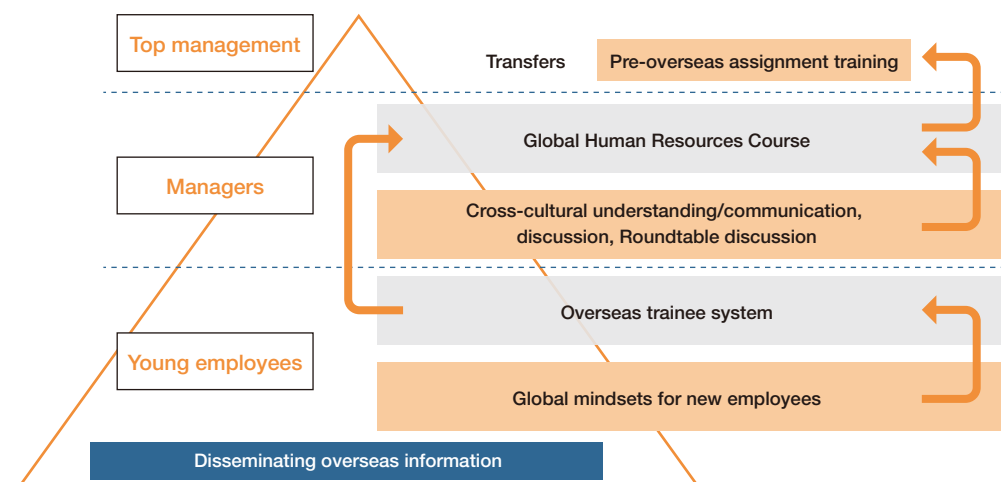 Top management
Transfers
Pre-overseas assignment training
Global Human Resources Course
Managers
Cross-cultural understanding/communication,
discussion, Roundtable discussion
Overseas trainee system
Young employees
Global mindsets for new employees
Disseminating overseas information